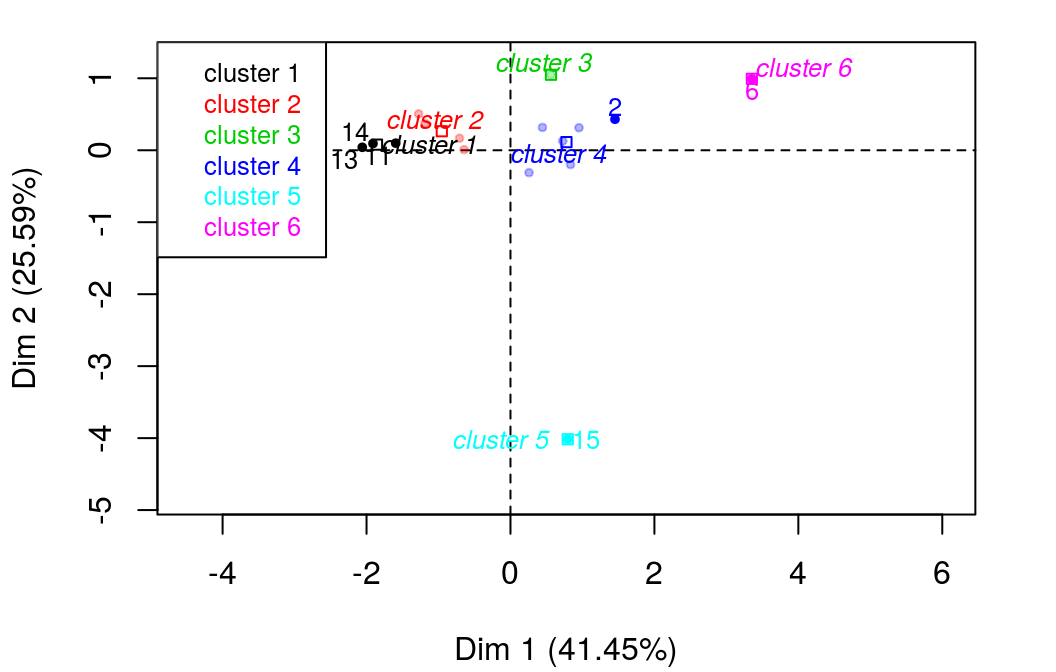 cluster 1
cluster 2
cluster 3
cluster 4
cluster 5
cluster 6
cluster 3
cluster 6
6
2
cluster 2
14
cluster 1
13
11
cluster 4
cluster 5
15
1
0
-1
-2
-3
-4
-5
Dim 2 (25.59%)
-4
-2
0
2
4
6
Dim 1 (41.45%)